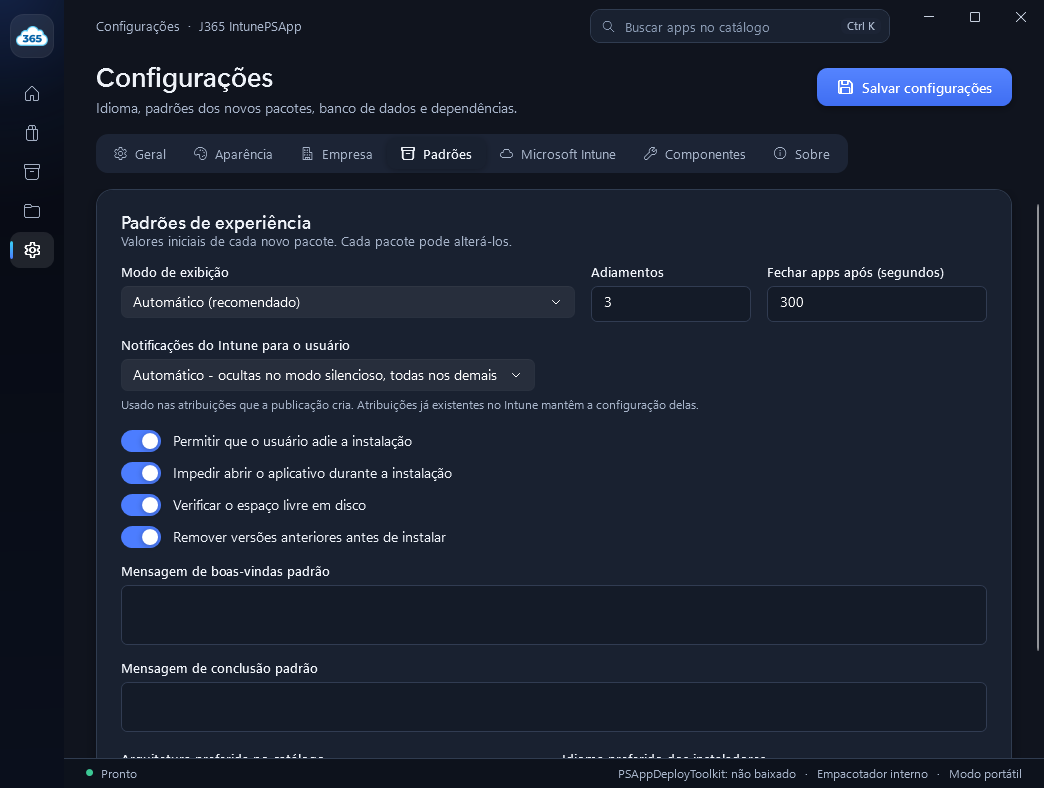 365
Configurações · J365 IntunePSApp
Buscar apps no catálogo
Ctrl K
Configurações
Idioma, padrões dos novos pacotes, banco de dados e dependências.
Salvar configurações
Geral
Aparência
Empresa
Padrões
Microsoft Intune
Componentes
Sobre
Padrões de experiência
Valores iniciais de cada novo pacote. Cada pacote pode alterá-los.
Modo de exibição
Adiamentos
Fechar apps após (segundos)
Automático (recomendado)
3
300
Notificações do Intune para o usuário
Automático - ocultas no modo silencioso, todas nos demais
Usado nas atribuições que a publicação cria. Atribuições já existentes no Intune mantêm a configuração delas.
Permitir que o usuário adie a instalação
Impedir abrir o aplicativo durante a instalação
Verificar o espaço livre em disco
Remover versões anteriores antes de instalar
Mensagem de boas-vindas padrão
Mensagem de conclusão padrão
Pronto
PSAppDeployToolkit: não baixado · Empacotador interno · Modo portátil